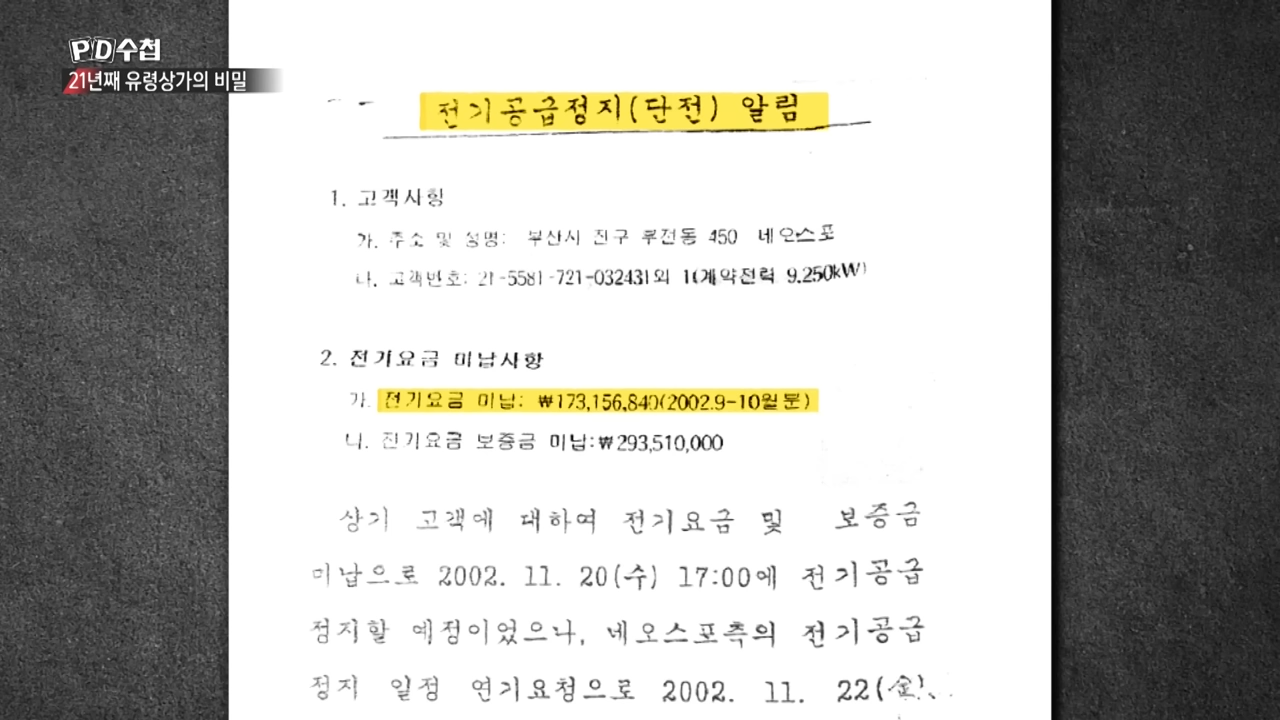 PD수첩
21년째 유령상가의 비밀
전기공급정지(단전) 알림
1. 고객사항
가. 주소 및 성명: 부산시 진구 부전동 450 네오스포
나. 고객번호: 21-5581-721-032431외 1(계약전력 9,250kW)
2. 전기요금 미납사항
가. 전기요금 미납: ₩173,156,840(2002.9-10월분)
나. 전기요금 보증금 미납:₩293,510,000
상기 고객에 대하여 전기요금 및 보증금
미납으로 2002. 11. 20(수) 17:00에 전기공급
정지할 예정이었으나, 네오스포측의 전기공급
정지 일정 연기요청으로 2002. 11. 22(金),